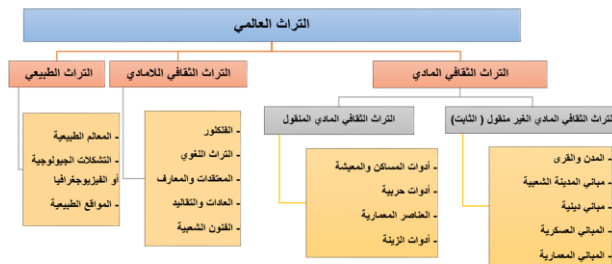 التراث العالمي
التراث الثقافي المادي
التراث الثقافي اللامادي
التراث الطبيعي
التراث الثقافي المادي الغير منقول ( الثابت)
التراث الثقافي المادي المنقول
- المدن والقرى
- مباني المدينة الشعبية
- مباني دينية
- المباني العسكرية
- المباني المعمارية
- أدوات المساكن والمعيشة
- أدوات حربية
- العناصر المعمارية
- أدوات الزينة
- الفلكلور
- التراث اللغوي
- المعتقدات والمعارف
- العادات والتقاليد
- الفنون الشعبية
- المعالم الطبيعية
- التشكلات الجيولوجية
أو الفيزيوجغرافيا
- المواقع الطبيعية